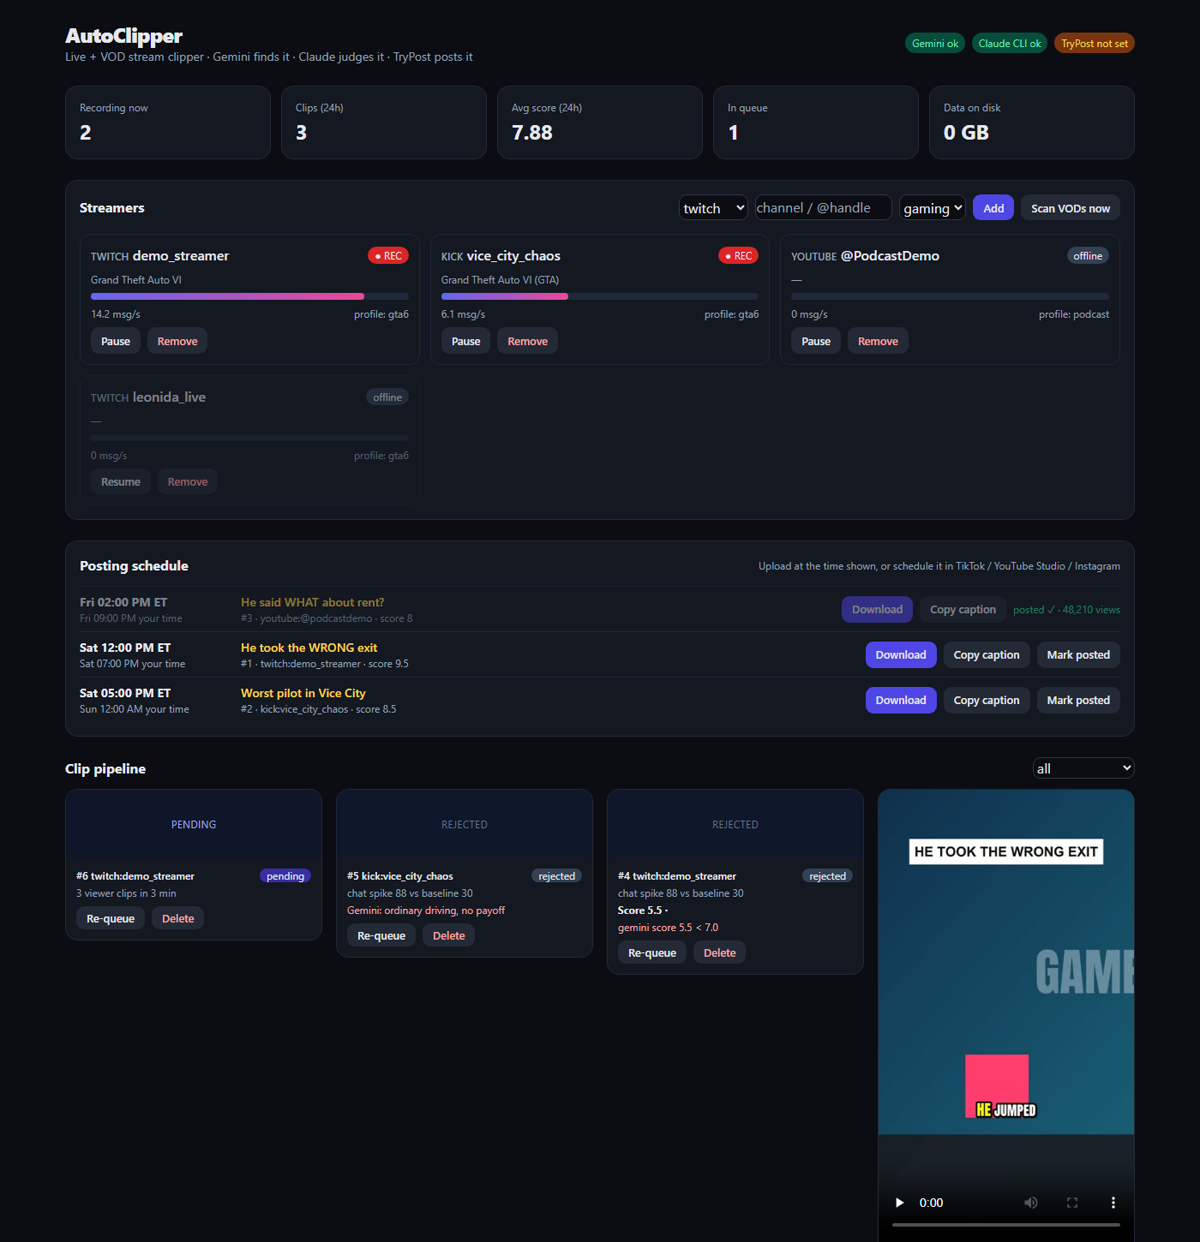 AutoClipper
Live + VOD stream clipper · Gemini finds it · Claude judges it · TryPost posts it
Gemini ok
Claude CLI ok
TryPost not set
Recording now
2
Clips (24h)
3
Avg score (24h)
7.88
In queue
1
Data on disk
0 GB
Streamers
twitch
channel / @handle
gaming
Add
Scan VODs now
TWITCH demo_streamer
● REC
Grand Theft Auto VI
14.2 msg/s
profile: gta6
Pause
Remove
KICK vice_city_chaos
● REC
Grand Theft Auto VI (GTA)
6.1 msg/s
profile: gta6
Pause
Remove
YOUTUBE @PodcastDemo
offline
—
0 msg/s
profile: podcast
Pause
Remove
TWITCH leonida_live
offline
—
0 msg/s
profile: gta6
Resume
Remove
Posting schedule
Upload at the time shown, or schedule it in TikTok / YouTube Studio / Instagram
Fri 02:00 PM ET
Fri 09:00 PM your time
He said WHAT about rent?
#3 · youtube:@podcastdemo · score 8
Download
Copy caption
posted ✓ · 48,210 views
Sat 12:00 PM ET
Sat 07:00 PM your time
He took the WRONG exit
#1 · twitch:demo_streamer · score 9.5
Download
Copy caption
Mark posted
Sat 05:00 PM ET
Sun 12:00 AM your time
Worst pilot in Vice City
#2 · kick:vice_city_chaos · score 8.5
Download
Copy caption
Mark posted
Clip pipeline
all
PENDING
#6 twitch:demo_streamer
pending
3 viewer clips in 3 min
Re-queue
Delete
REJECTED
#5 kick:vice_city_chaos
rejected
chat spike 88 vs baseline 30
Gemini: ordinary driving, no payoff
Re-queue
Delete
REJECTED
#4 twitch:demo_streamer
rejected
chat spike 88 vs baseline 30
Score 5.5 ·
gemini score 5.5 < 7.0
Re-queue
Delete
HE TOOK THE WRONG EXIT
GAME
HE JUMPED
0:00